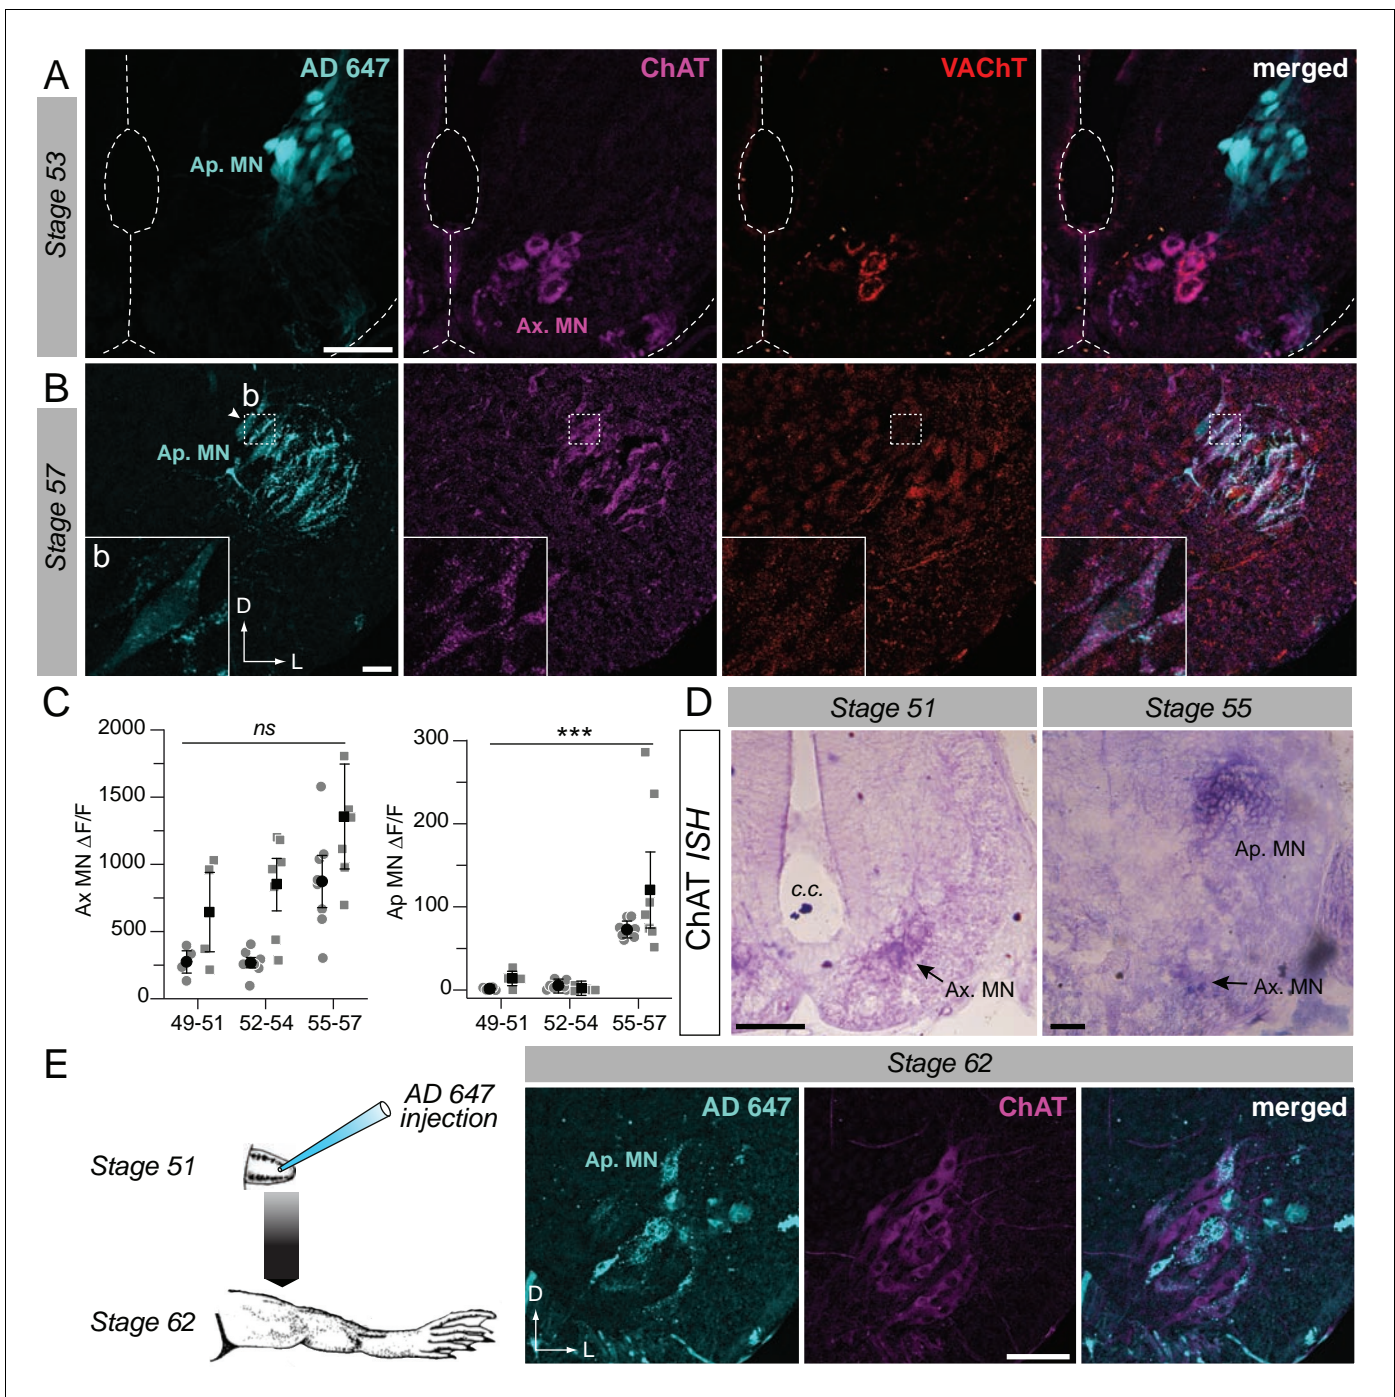 A
AD 647
ChAT
VAChT
merged
Stage 53
Ap. MN
Ax. MN
B
b
Ap. MN
Stage 57
b
D
L
C
2000
1500
1000
500
0
Ax MN ΔF/F
ns
49-51
52-54
55-57
300
200
100
0
Ap MN ΔF/F
***
49-51
52-54
55-57
D
Stage 51
Stage 55
ChAT ISH
c.c.
Ax. MN
Ap. MN
Ax. MN
E
AD 647
injection
Stage 51
Stage 62
Stage 62
AD 647
ChAT
merged
Ap. MN
D
L